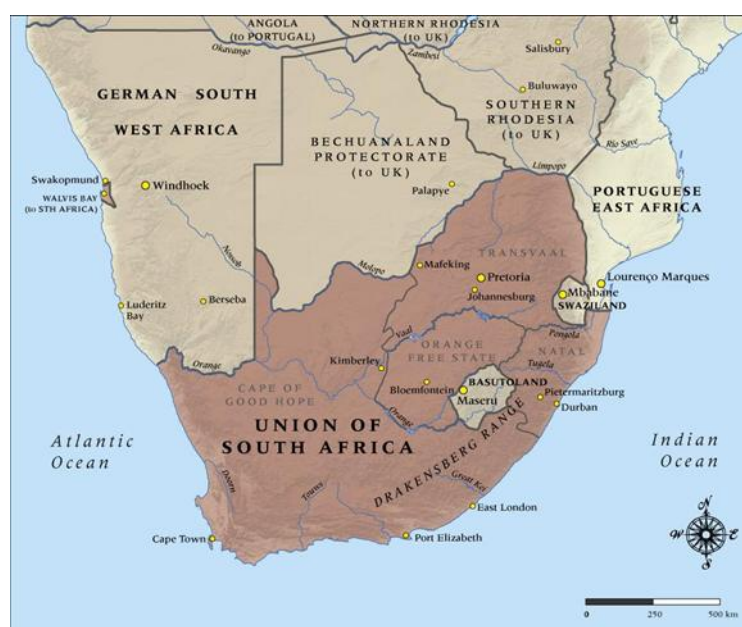 ANGOLA
(to PORTUGAL)
NORTHERN RHODESIA
(to UK)
Okavango
Zambesi
Salisbury
GERMAN SOUTH
WEST AFRICA
Buluwayo
SOUTHERN
RHODESIA
(to UK)
BECHUANALAND
PROTECTORATE
(to UK)
Rio Save
Swakopmund
WALVIS BAY
(to STH AFRICA)
Windhoek
Palapye
Limpopo
PORTUGUESE
EAST AFRICA
Nossob
Molopo
Mafeking
TRANSVAAL
Pretoria
Johannesburg
Lourenço Marques
Mbabane
SWAZILAND
Luderitz
Bay
Berseba
Orange
Vaal
Pongola
Kimberley
ORANGE
FREE STATE
NATAL
Tugela
CAPE OF
GOOD HOPE
Bloemfontein
BASUTOLAND
Maseru
Pietermaritzburg
Durban
Orange
UNION OF
SOUTH AFRICA
DRAKENSBERG RANGE
Atlantic
Ocean
Indian
Ocean
Doorn
Touws
Great Kei
East London
Cape Town
Port Elizabeth
N
W
E
S
0
250
500 km